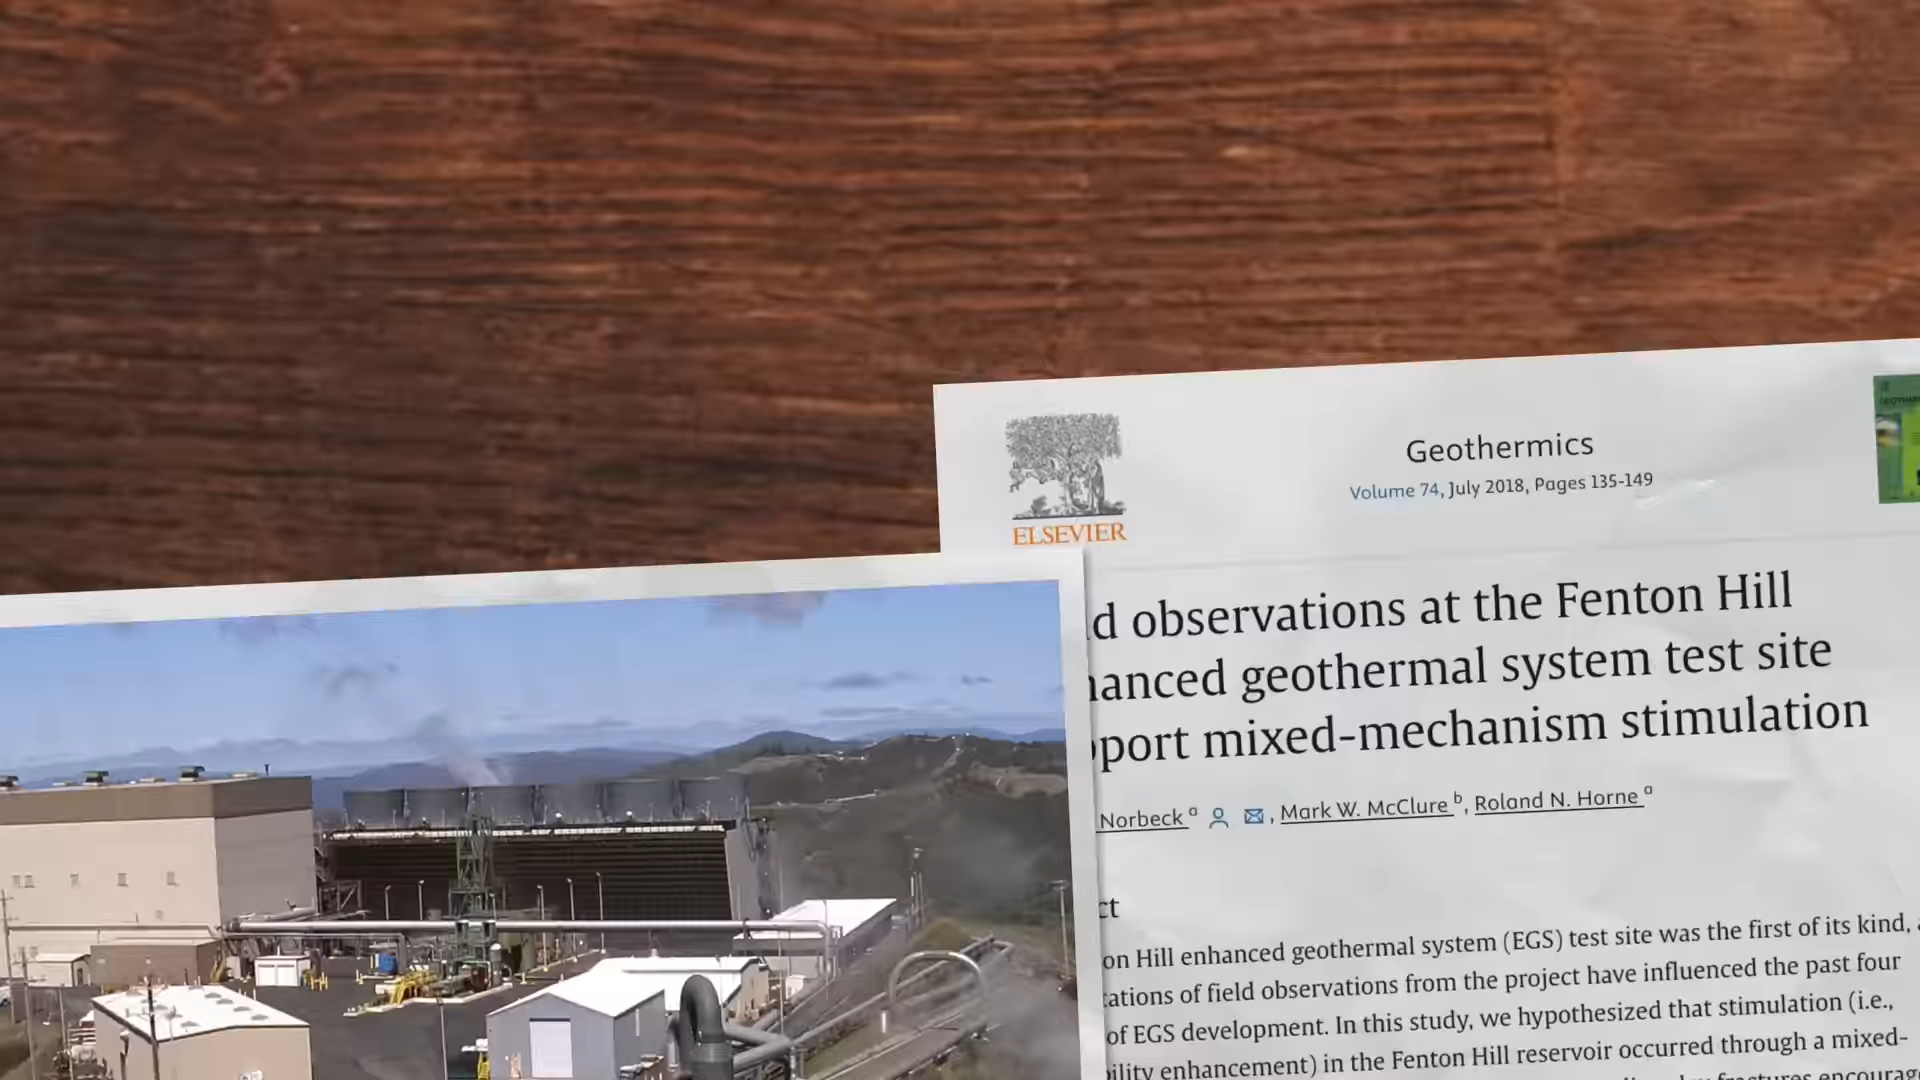 Geothermics
Volume 74, July 2018, Pages 135-149
ELSEVIER
d observations at the Fenton Hill
anced geothermal system test site
port mixed-mechanism stimulation
Norbeck a , Mark W. McClure b, Roland N. Horne a
ct
on Hill enhanced geothermal system (EGS) test site was the first of its kind,
ations of field observations from the project have influenced the past four
of EGS development. In this study, we hypothesized that stimulation (i.e.,
ility enhancement) in the Fenton Hill reservoir occurred through a mixed-
fractures encourag